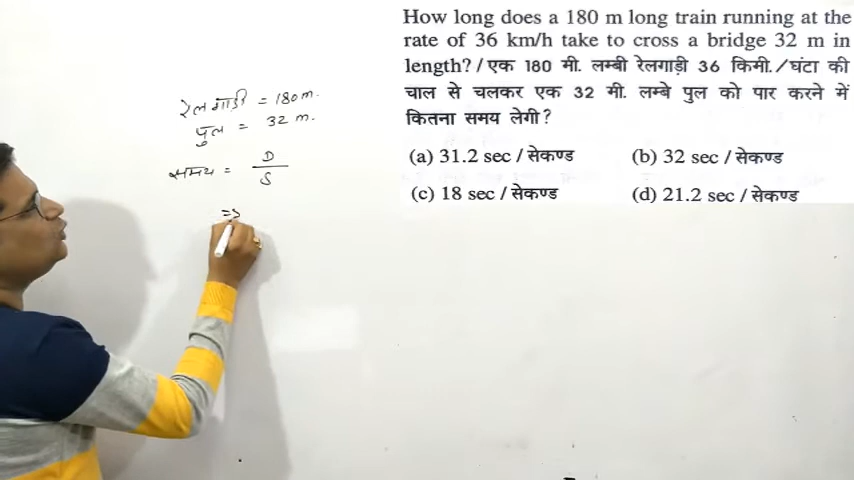 How long does a 180 m long train running at the
rate of 36 km/h take to cross a bridge 32 m in
length? / एक 180 मी. लम्बी रेलगाड़ी 36 किमी./घंटा की
चाल से चलकर एक 32 मी. लम्बे पुल को पार करने में
कितना समय लेगी?
(a) 31.2 sec / सेकण्ड (b) 32 sec / सेकण्ड
(c) 18 sec / सेकण्ड (d) 21.2 sec / सेकण्ड
रेलगाड़ी = 180 m.
पुल = 32 m.
समय = D
S
⇒